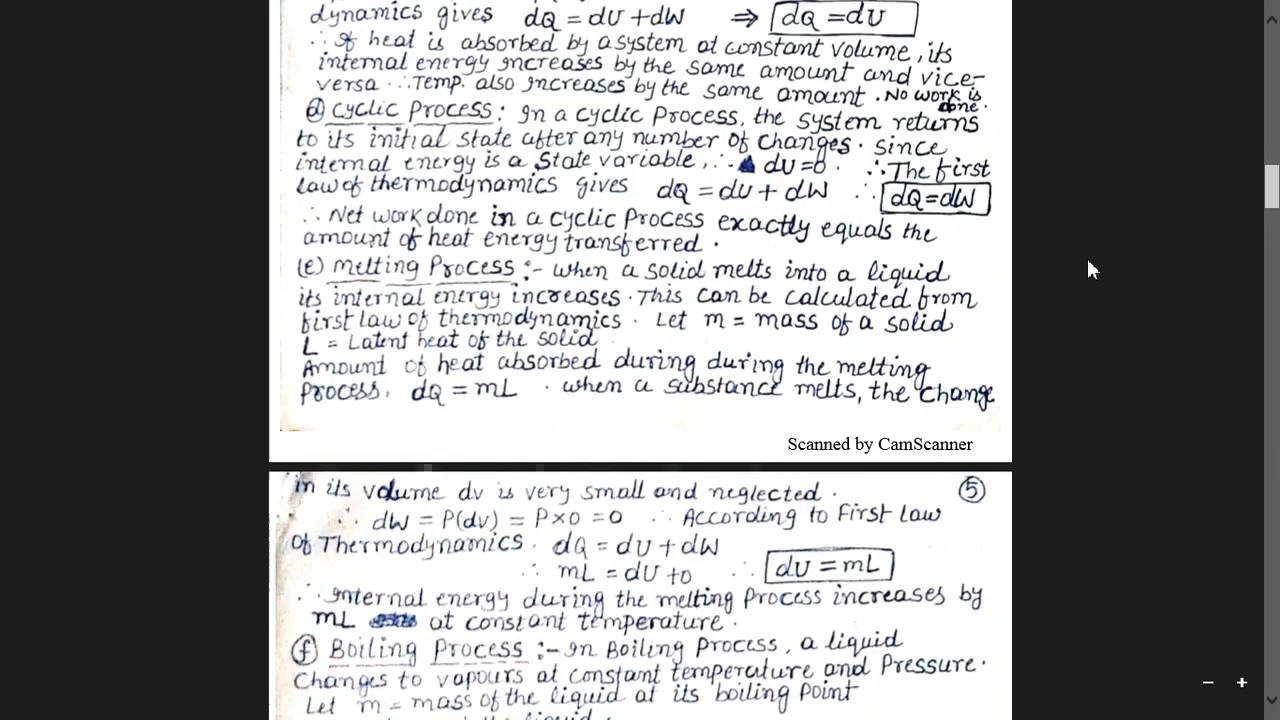 dynamics gives dQ = dU + dW ⇒ dQ = dU
∴ If heat is absorbed by a system at constant volume, its
internal energy increases by the same amount and vice-
versa ∴ Temp. also increases by the same amount. No work is
done.
(d) Cyclic Process: In a cyclic Process, the system returns
to its initial state after any number of changes. Since
internal energy is a state variable, ∴ dU = 0. ∴ The first
law of thermodynamics gives dQ = dU + dW ∴ dQ = dW
∴ Net work done in a cyclic Process exactly equals the
amount of heat energy transferred.
(e) Melting Process :- when a solid melts into a liquid
its internal energy increases. This can be calculated from
first law of thermodynamics. Let m = mass of a solid
L = Latent heat of the solid
Amount of heat absorbed during during the melting
Process, dQ = mL . when a substance melts, the change
Scanned by CamScanner
in its volume dv is very small and neglected. (5)
∴ dW = P(dv) = P×0 = 0 ∴ According to First Law
of Thermodynamics. dQ = dU + dW
∴ mL = dU + 0 ∴ dU = mL
∴ Internal energy during the melting Process increases by
mL at constant temperature.
(f) Boiling Process :- In Boiling Process, a liquid
changes to vapours at constant temperature and Pressure.
Let m = mass of the liquid at its boiling point